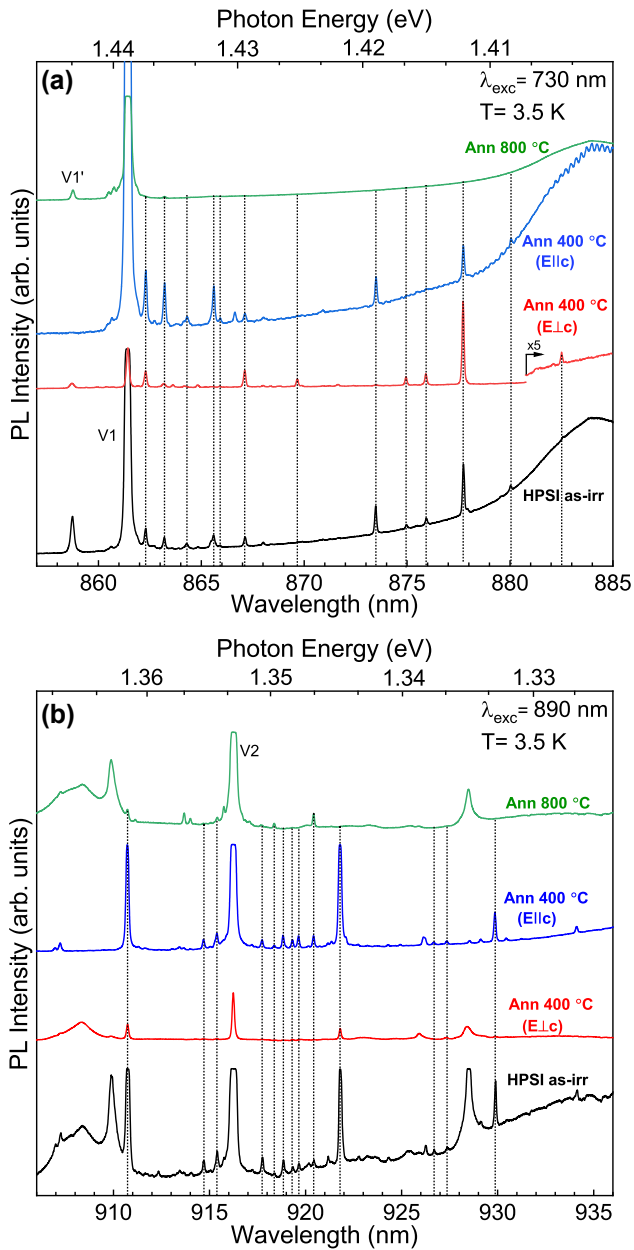 Photon Energy (eV)
1.44 1.43 1.42 1.41
(a)
λexc= 730 nm
T= 3.5 K
Ann 800 °C
V1'
Ann 400 °C
(E||c)
Ann 400 °C
(E⊥c)
x5
V1
HPSI as-irr
PL Intensity (arb. units)
860 865 870 875 880 885
Wavelength (nm)
Photon Energy (eV)
1.36 1.35 1.34 1.33
(b)
λexc= 890 nm
T= 3.5 K
V2
Ann 800 °C
Ann 400 °C
(E||c)
Ann 400 °C
(E⊥c)
HPSI as-irr
PL Intensity (arb. units)
910 915 920 925 930 935
Wavelength (nm)